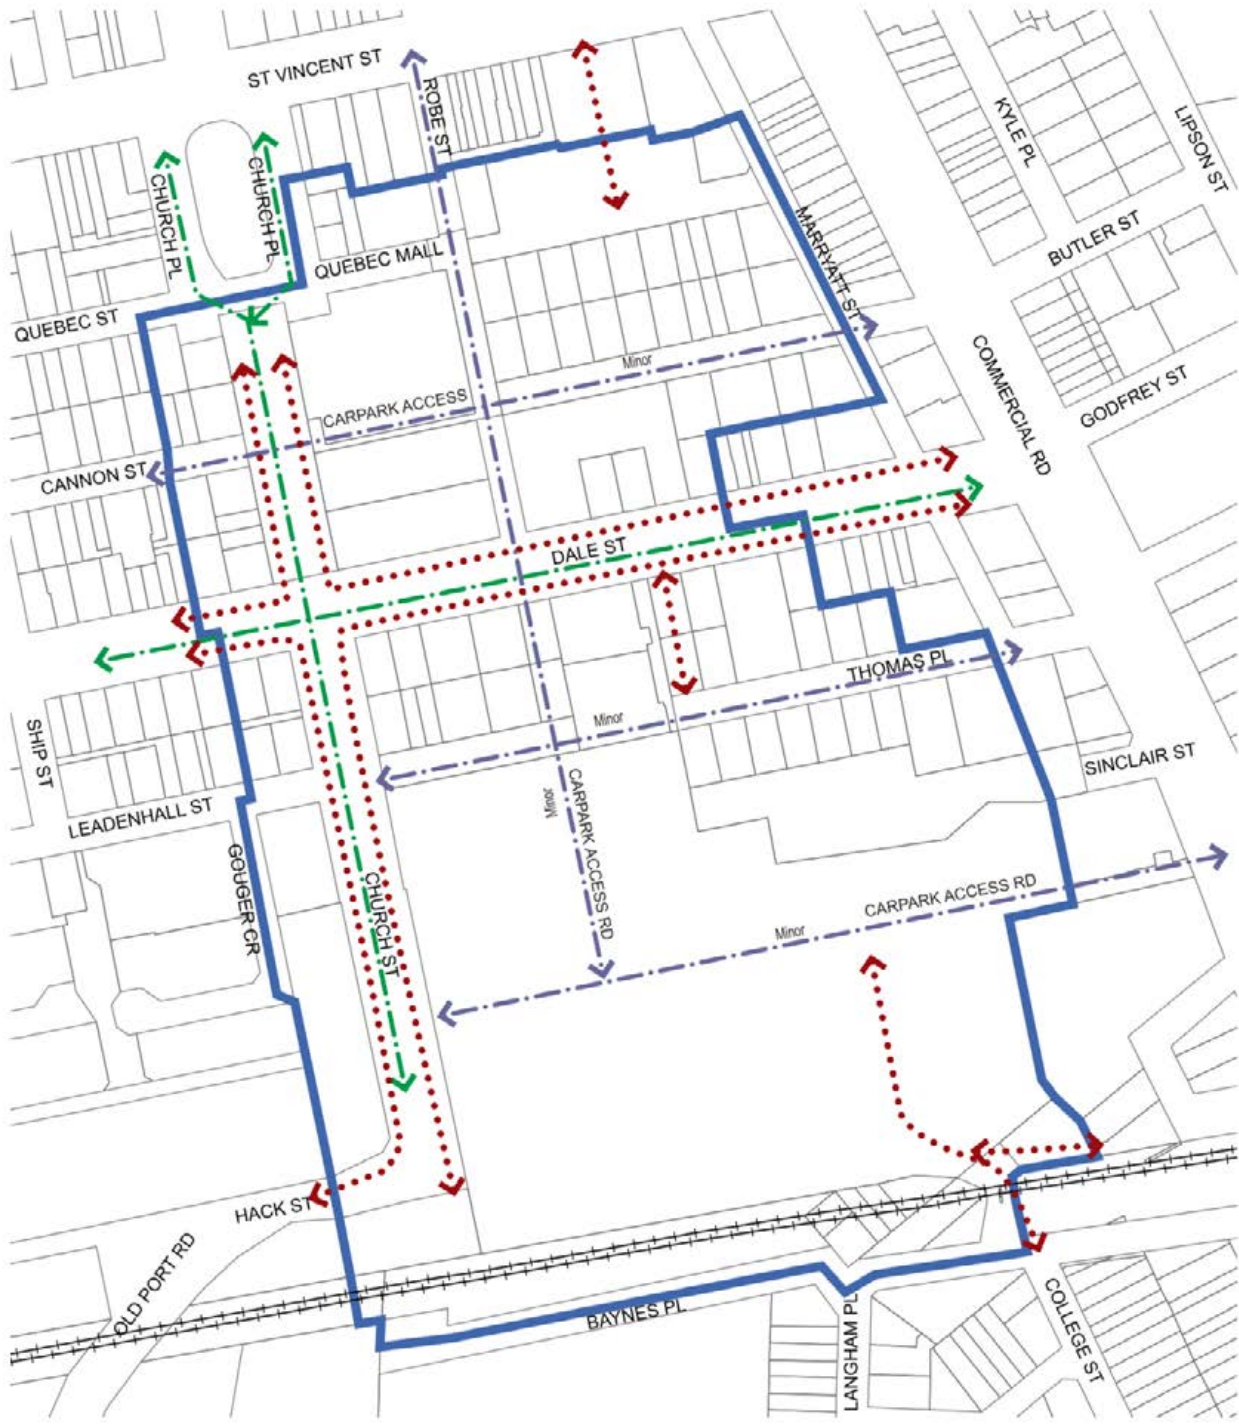 ST VINCENT ST
ROBE ST
KYLE PL
LIPSON ST
CHURCH PL
CHURCH PL
MARRYATT ST
BUTLER ST
QUEBEC MALL
QUEBEC ST
Minor
COMMERCIAL RD
GODFREY ST
CARPARK ACCESS
CANNON ST
DALE ST
THOMAS PL
Minor
SHIP ST
SINCLAIR ST
CARPARK ACCESS RD
Minor
LEADENHALL ST
GOUGER CR
CHURCH ST
CARPARK ACCESS RD
Minor
HACK ST
OLD PORT RD
BAYNES PL
LANGHAM PL
COLLEGE ST